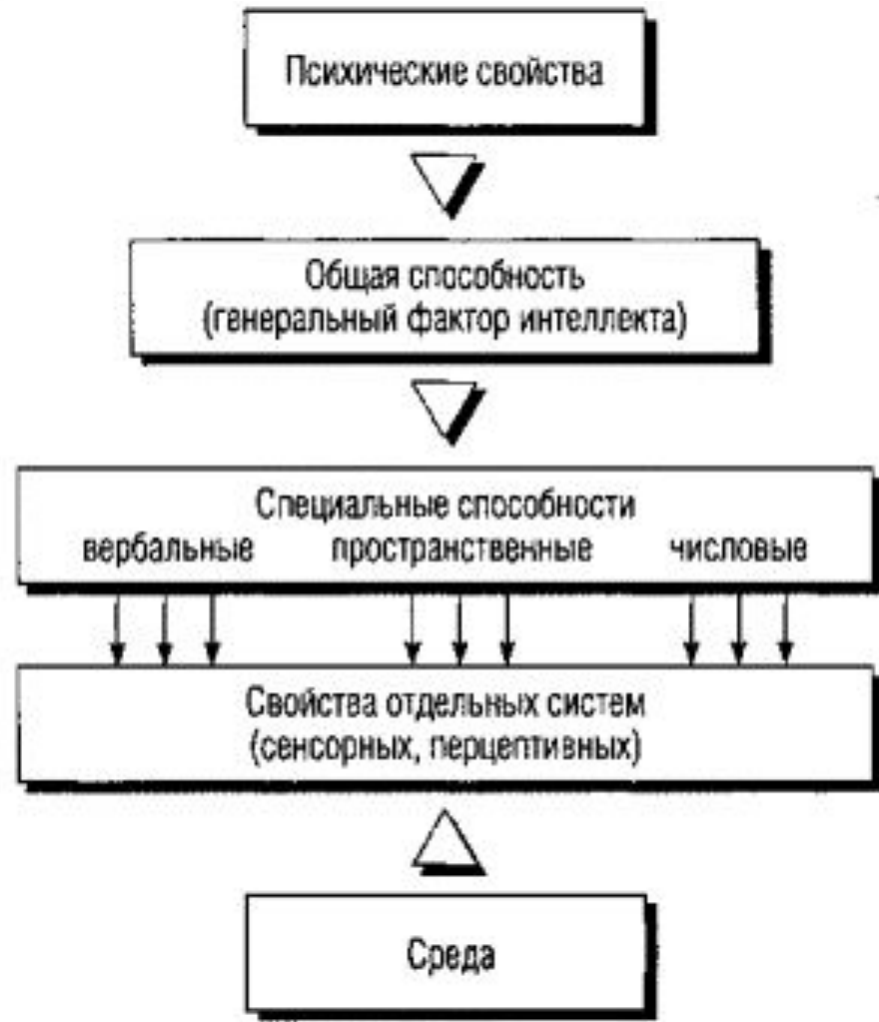 Психические свойства
Общая способность
(генеральный фактор интеллекта)
Специальные способности
вербальные пространственные числовые
Свойства отдельных систем
(сенсорных, перцептивных)
Среда